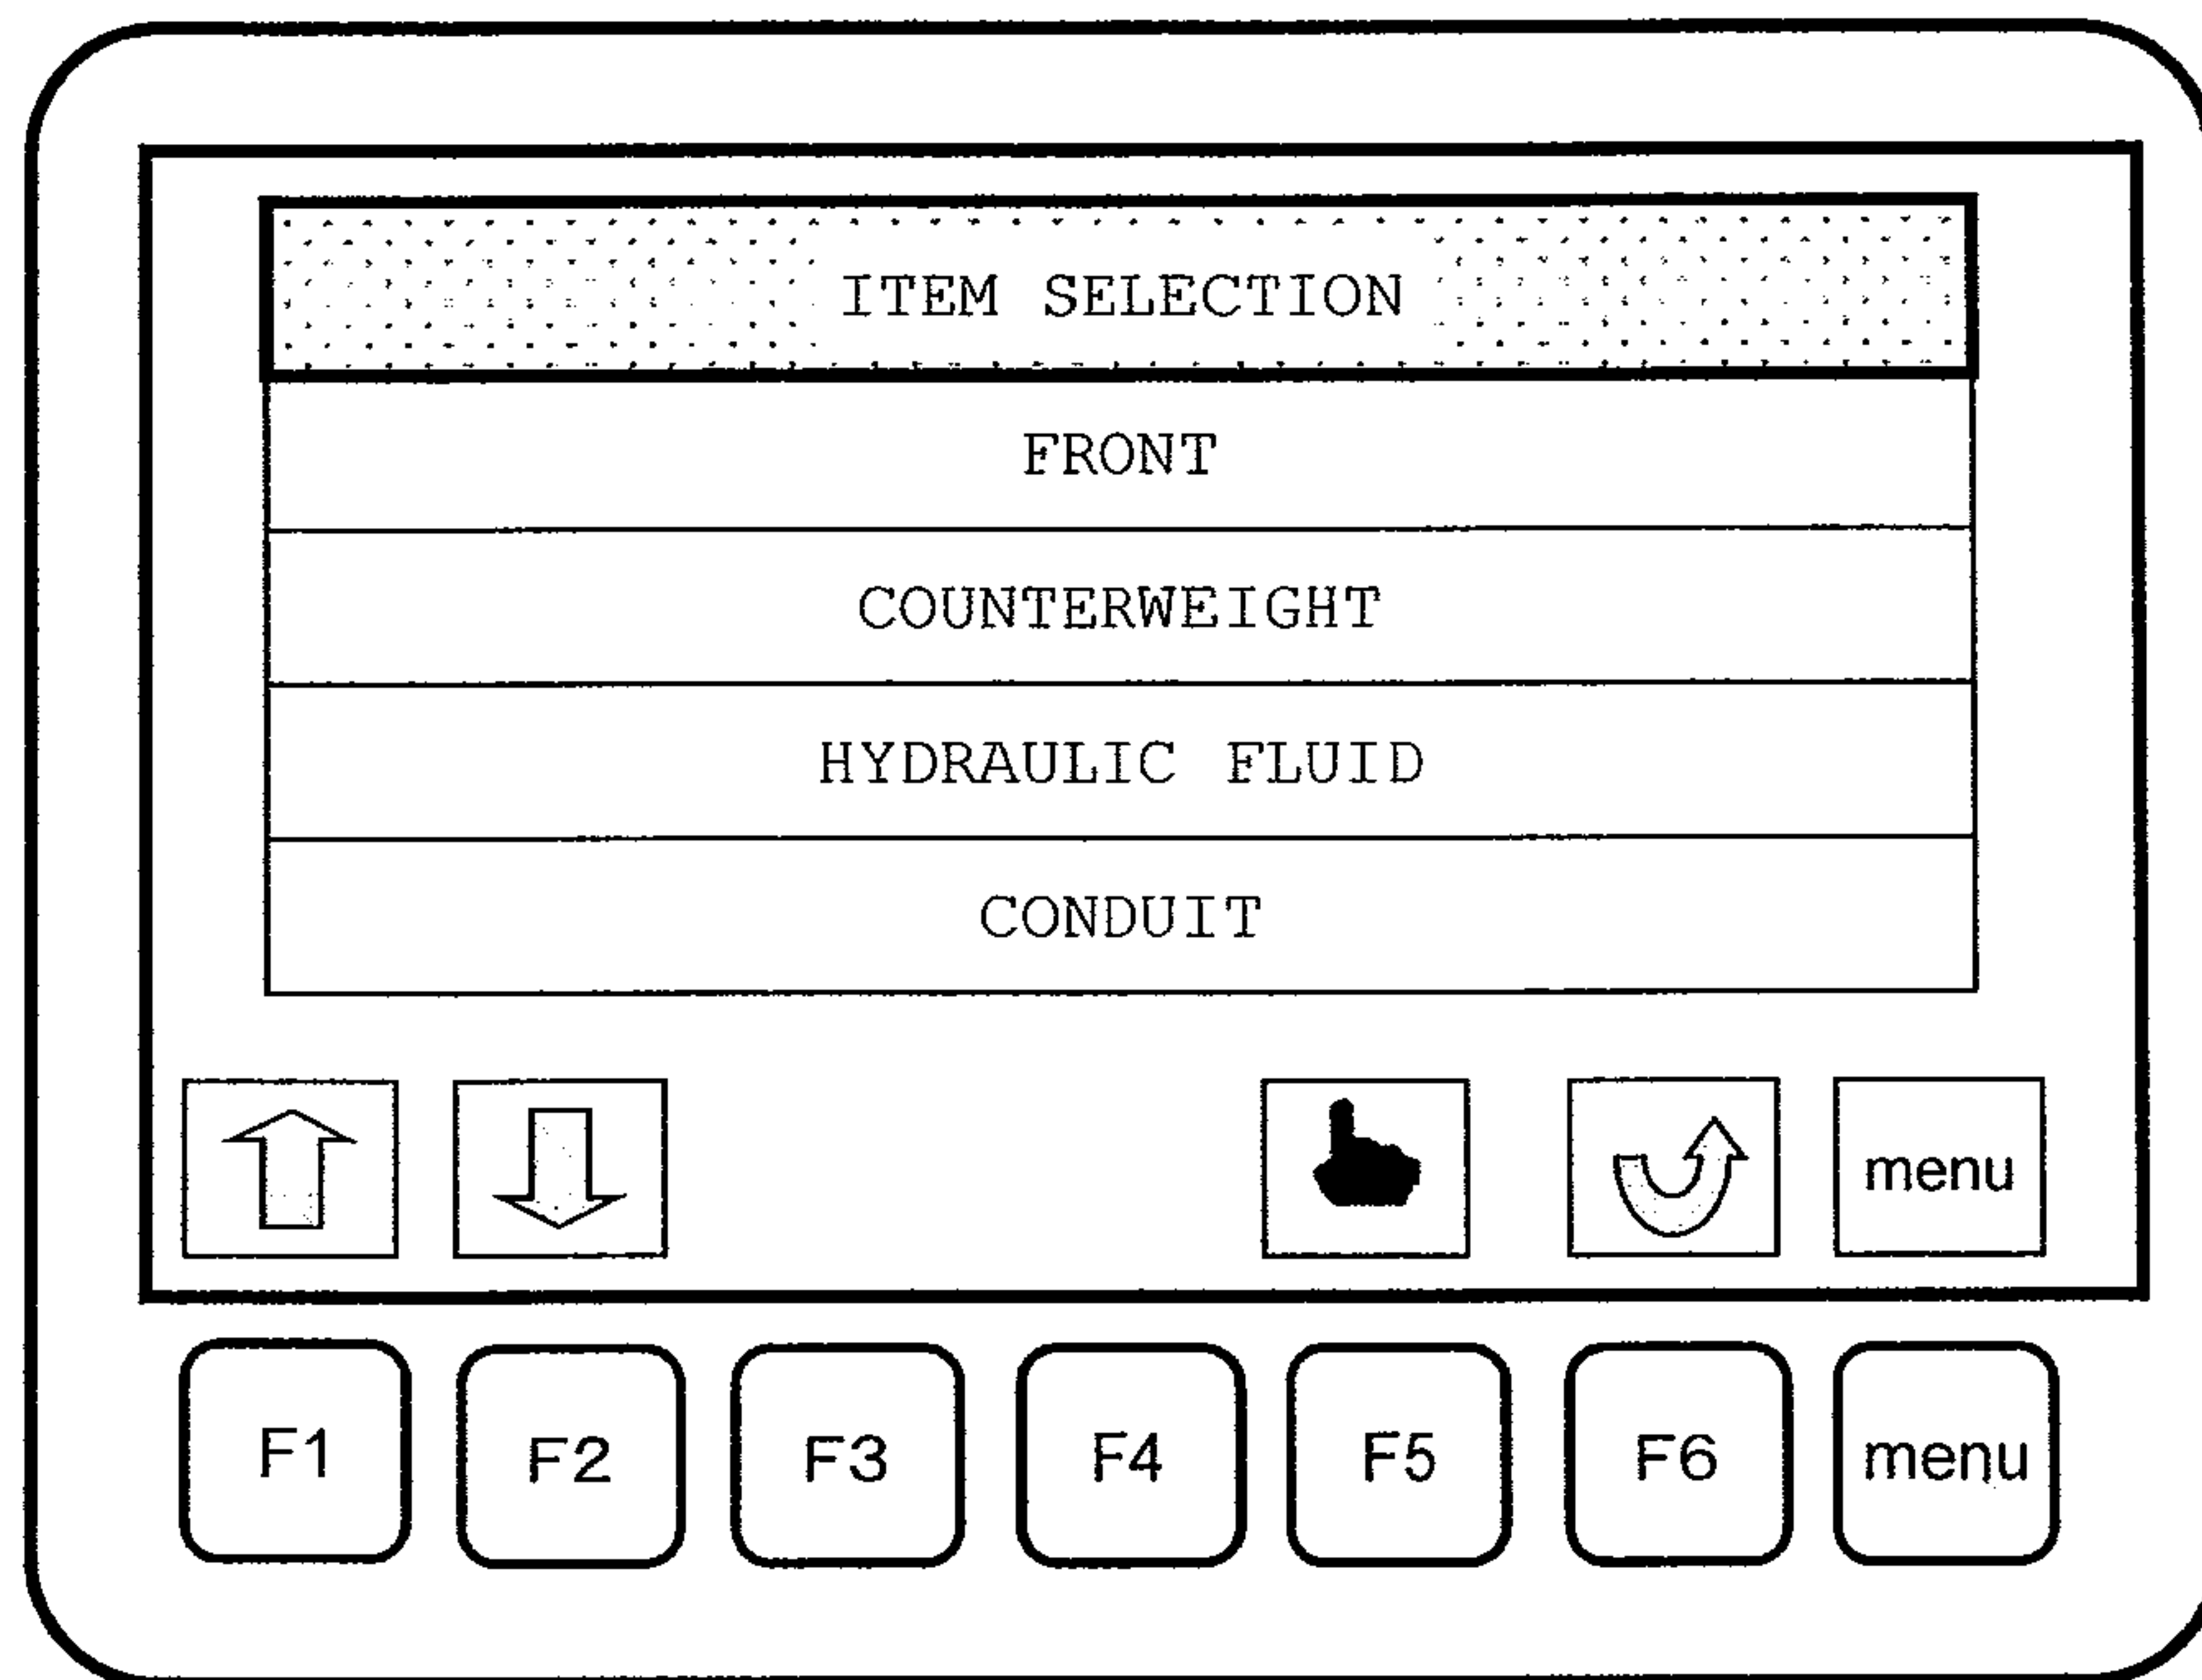 ITEM SELECTION
FRONT
COUNTERWEIGHT
HYDRAULIC FLUID
CONDUIT
menu
F1 F2 F3 F4 F5 F6 menu